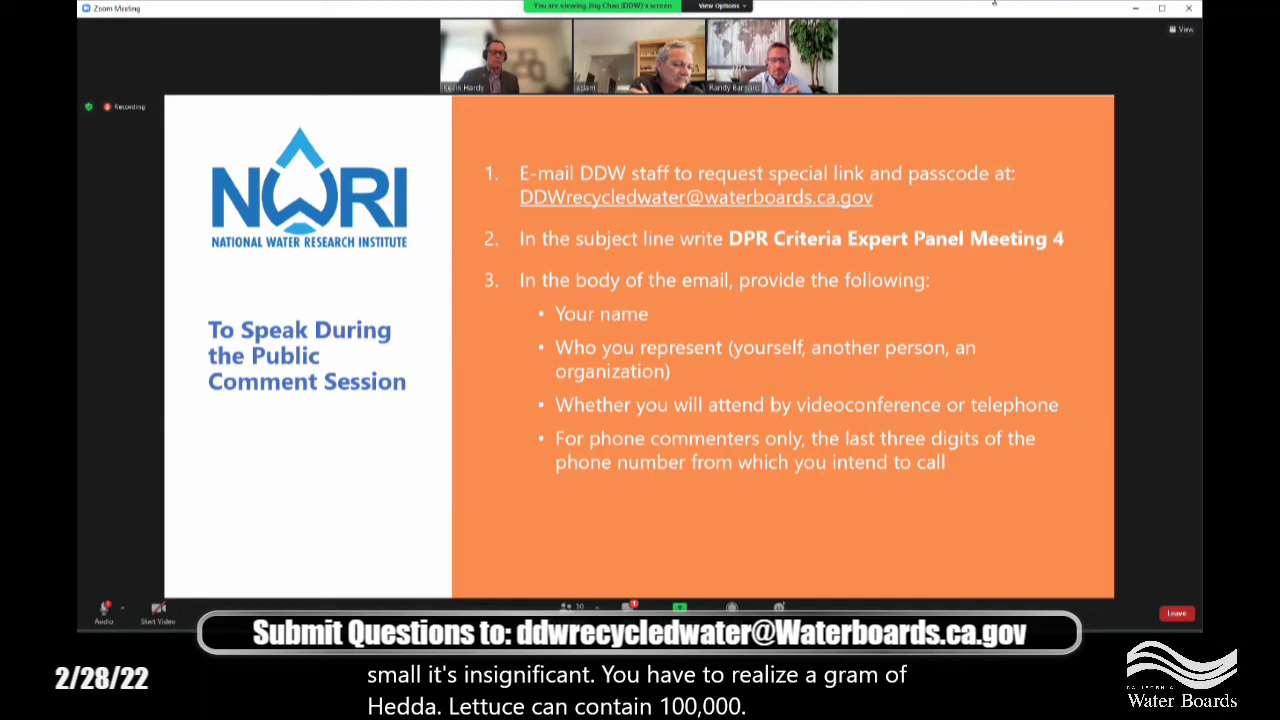 Zoom Meeting
You are viewing Jing Chao (DDW)'s screen
View Options
View
Kevin Hardy
adam
Randy Barnard
Recording
NWRI
NATIONAL WATER RESEARCH INSTITUTE
To Speak During
the Public
Comment Session
1. E-mail DDW staff to request special link and passcode at:
DDWrecycledwater@waterboards.ca.gov
2. In the subject line write DPR Criteria Expert Panel Meeting 4
3. In the body of the email, provide the following:
• Your name
• Who you represent (yourself, another person, an
organization)
• Whether you will attend by videoconference or telephone
• For phone commenters only, the last three digits of the
phone number from which you intend to call
Audio
Start Video
30
Leave
Submit Questions to: ddwrecycledwater@Waterboards.ca.gov
2/28/22
small it's insignificant. You have to realize a gram of
Hedda. Lettuce can contain 100,000.
CALIFORNIA
Water Boards